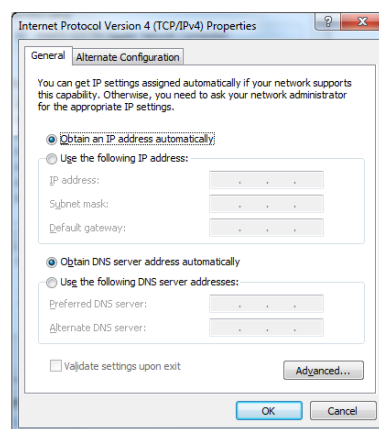 Internet Protocol Version 4 (TCP/IPv4) Properties
General Alternate Configuration
You can get IP settings assigned automatically if your network supports
this capability. Otherwise, you need to ask your network administrator
for the appropriate IP settings.
Obtain an IP address automatically
Use the following IP address:
IP address:
Subnet mask:
Default gateway:
Obtain DNS server address automatically
Use the following DNS server addresses:
Preferred DNS server:
Alternate DNS server:
Validate settings upon exit
Advanced...
OK Cancel